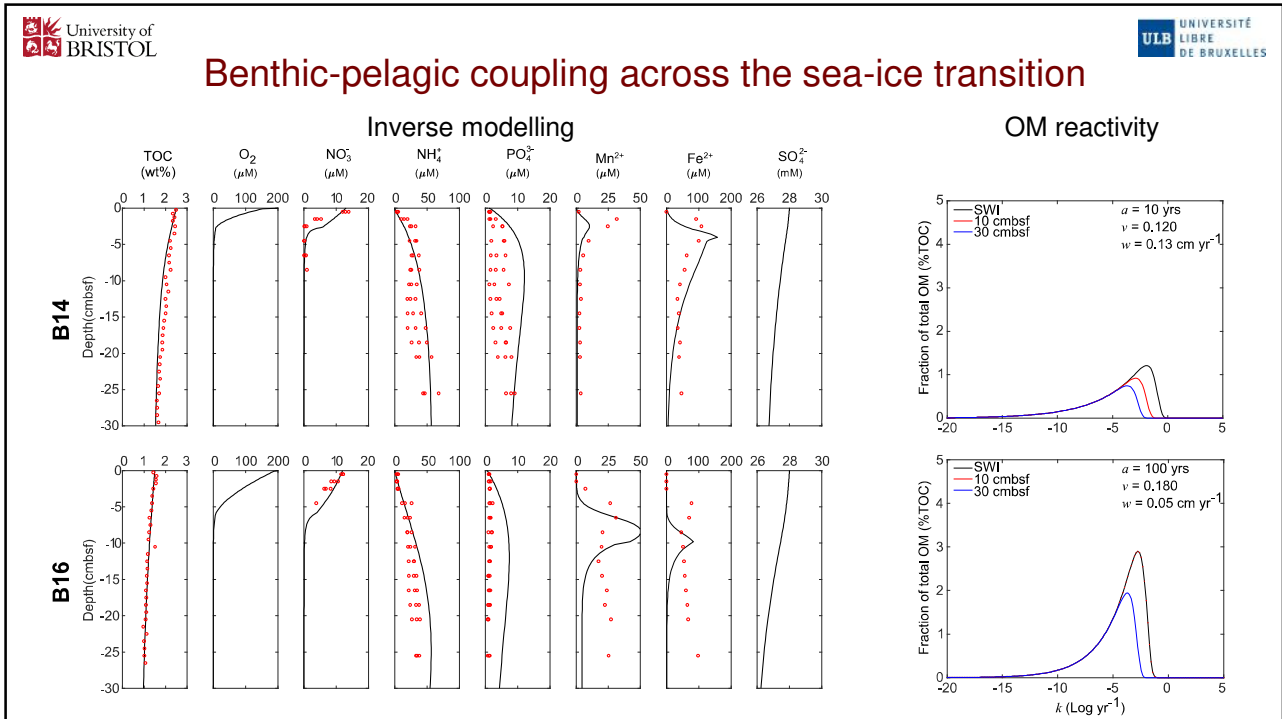 University of
BRISTOL
ULB
UNIVERSITÉ
LIBRE
DE BRUXELLES
Benthic-pelagic coupling across the sea-ice transition
Inverse modelling
OM reactivity
TOC
(wt%)
O2
(μM)
NO3-
(μM)
NH4+
(μM)
PO43-
(μM)
Mn2+
(μM)
Fe2+
(μM)
SO42-
(mM)
0 1 2 3
0 100 200
0 10 20
0 50 100
0 10 20
0 25 50
0 100 200
26 28 30
0
-5
-10
-15
-20
-25
-30
B14
Depth(cmbsf)
5
4
3
2
1
0
Fraction of total OM (%TOC)
SWI
10 cmbsf
30 cmbsf
a = 10 yrs
v = 0.120
w = 0.13 cm yr-1
-20 -15 -10 -5 0 5
0 1 2 3
0 100 200
0 10 20
0 50 100
0 10 20
0 25 50
0 100 200
26 28 30
0
-5
-10
-15
-20
-25
-30
B16
Depth(cmbsf)
5
4
3
2
1
0
Fraction of total OM (%TOC)
SWI
10 cmbsf
30 cmbsf
a = 100 yrs
v = 0.180
w = 0.05 cm yr-1
-20 -15 -10 -5 0 5
k (Log yr-1)